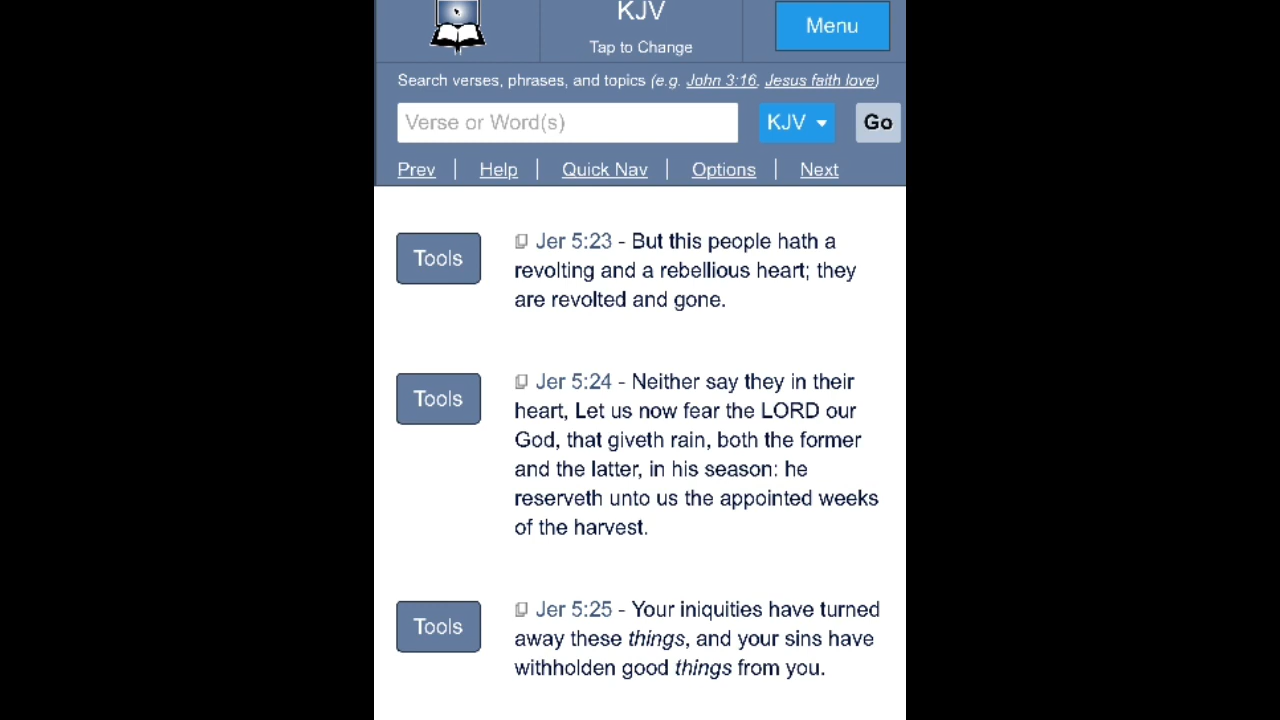 KJV
Tap to Change
Menu
Search verses, phrases, and topics (e.g. John 3:16, Jesus faith love)
Verse or Word(s)
KJV
Go
Prev | Help | Quick Nav | Options | Next
Tools
Jer 5:23 - But this people hath a
revolting and a rebellious heart; they
are revolted and gone.
Tools
Jer 5:24 - Neither say they in their
heart, Let us now fear the LORD our
God, that giveth rain, both the former
and the latter, in his season: he
reserveth unto us the appointed weeks
of the harvest.
Tools
Jer 5:25 - Your iniquities have turned
away these things, and your sins have
withholden good things from you.